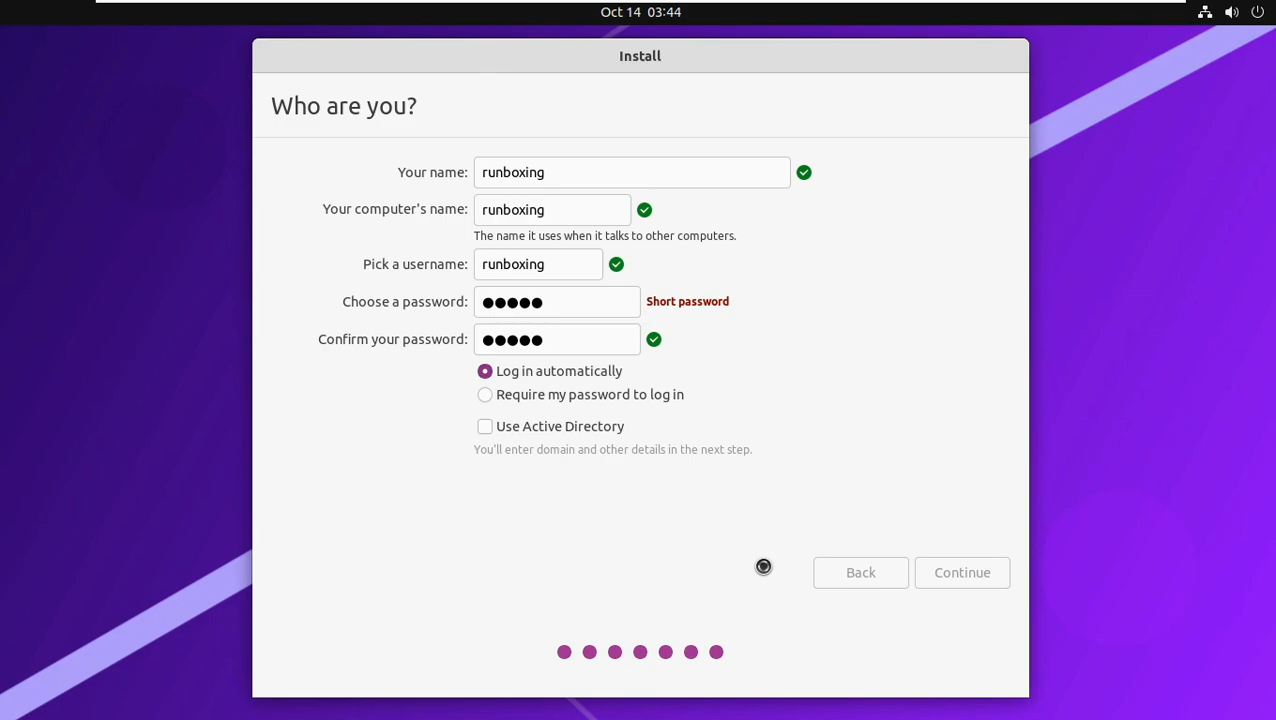 Oct 14 03:44
Install
Who are you?
Your name: runboxing
Your computer's name: runboxing
The name it uses when it talks to other computers.
Pick a username: runboxing
Choose a password: ●●●●● Short password
Confirm your password: ●●●●●
Log in automatically
Require my password to log in
Use Active Directory
You'll enter domain and other details in the next step.
Back Continue